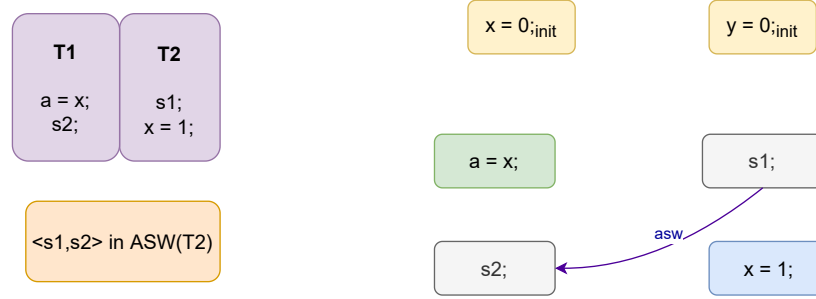 T1
a = x;
s2;
T2
s1;
x = 1;
<s1,s2> in ASW(T2)
x = 0;init
y = 0;init
a = x;
s1;
asw
s2;
x = 1;